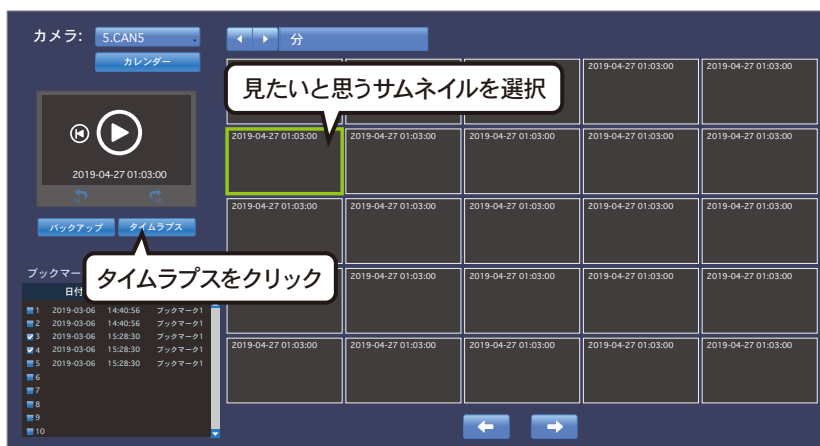 カメラ: 5.CAN5
カレンダー
2019-04-27 01:03:00
バックアップ タイムラプス
タイムラプスをクリック
ブックマー
日付
1 2019-03-06 14:40:56 ブックマーク1
2 2019-03-06 14:40:56 ブックマーク1
3 2019-03-06 15:28:30 ブックマーク1
4 2019-03-06 15:28:30 ブックマーク1
5 2019-03-06 15:28:30 ブックマーク1
6
7
8
9
10
分
見たいと思うサムネイルを選択
2019-04-27 01:03:00 2019-04-27 01:03:00
2019-04-27 01:03:00 2019-04-27 01:03:00 2019-04-27 01:03:00 2019-04-27 01:03:00 2019-04-27 01:03:00
2019-04-27 01:03:00 2019-04-27 01:03:00 2019-04-27 01:03:00 2019-04-27 01:03:00 2019-04-27 01:03:00
2019-04-27 01:03:00 2019-04-27 01:03:00 2019-04-27 01:03:00 2019-04-27 01:03:00
2019-04-27 01:03:00 2019-04-27 01:03:00 2019-04-27 01:03:00 2019-04-27 01:03:00 2019-04-27 01:03:00